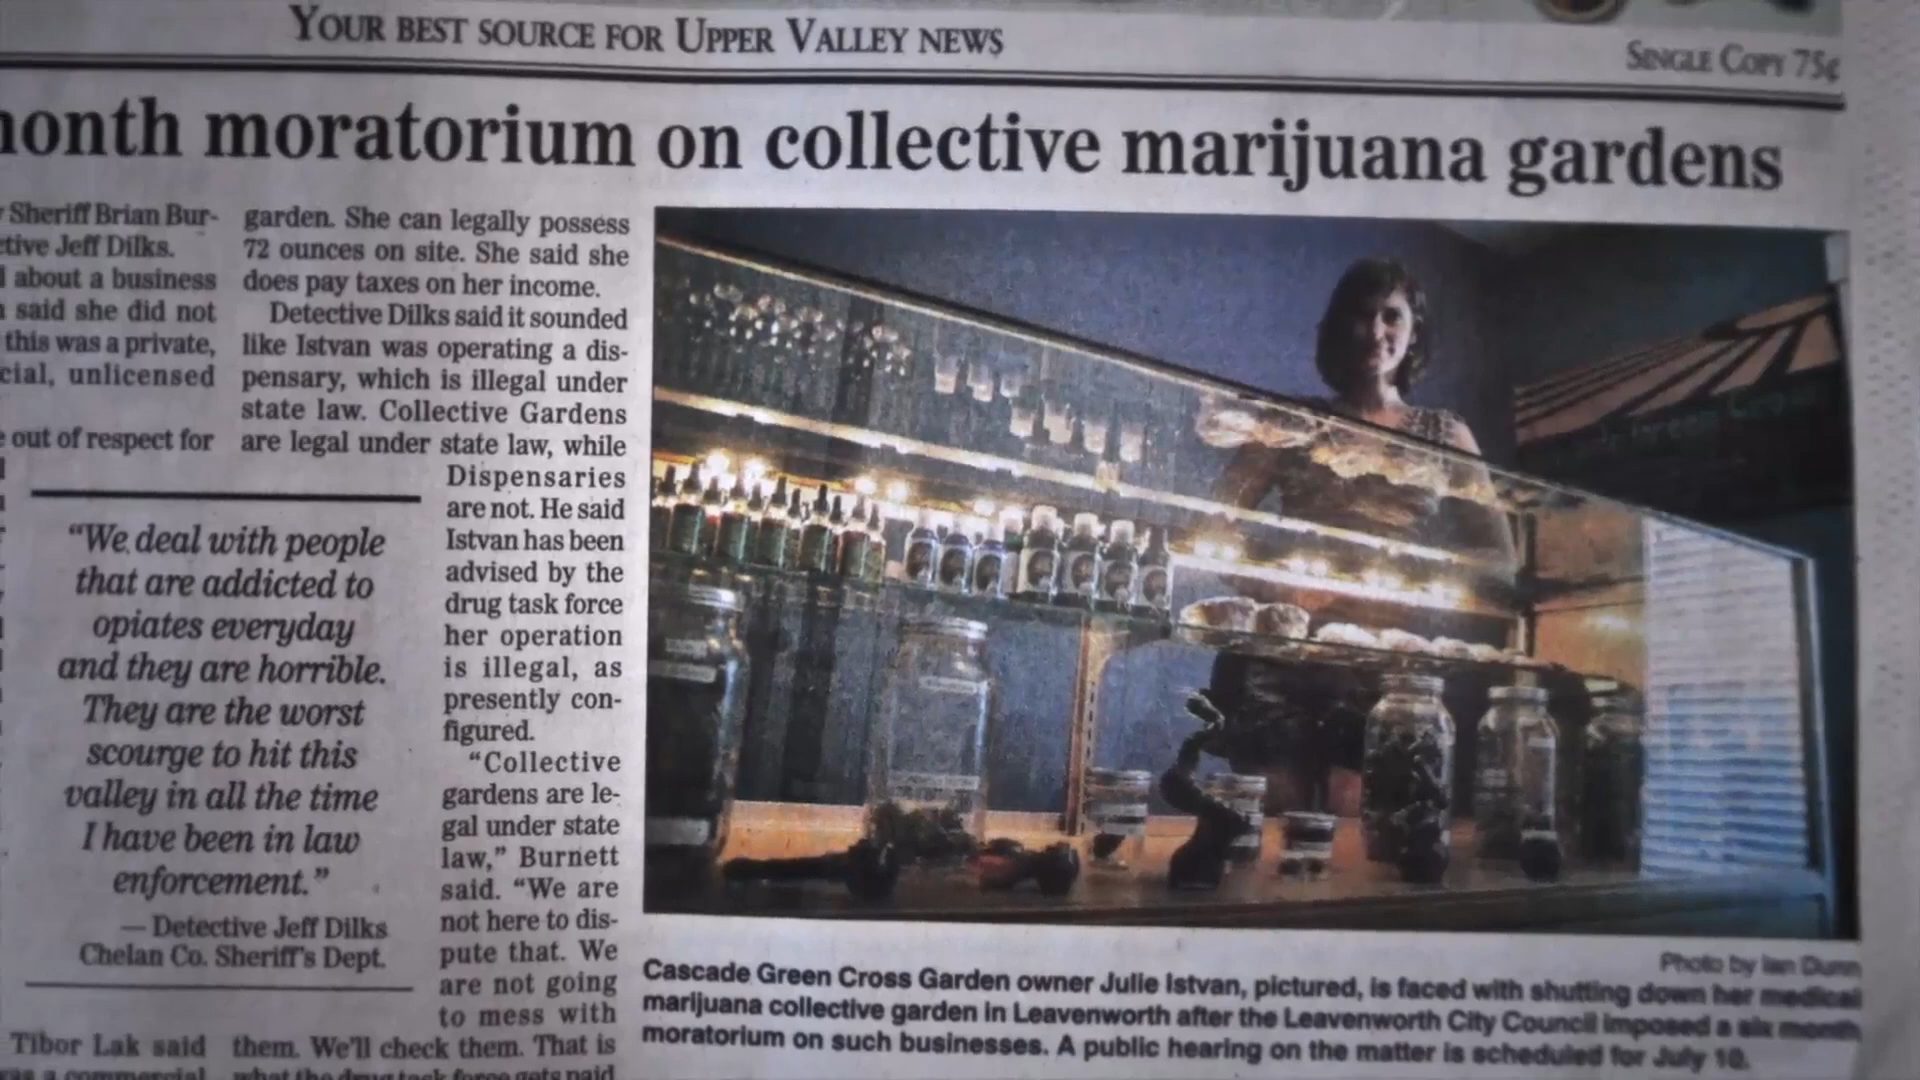 YOUR BEST SOURCE FOR UPPER VALLEY NEWS
SINGLE COPY 75¢
month moratorium on collective marijuana gardens
Sheriff Brian Bur-
ctive Jeff Dilks.
about a business
said she did not
this was a private,
cial, unlicensed
out of respect for
"We deal with people
that are addicted to
opiates everyday
and they are horrible.
They are the worst
scourge to hit this
valley in all the time
I have been in law
enforcement."
— Detective Jeff Dilks
Chelan Co. Sheriff's Dept.
Tibor Lak said
was a commercial
garden. She can legally possess
72 ounces on site. She said she
does pay taxes on her income.
Detective Dilks said it sounded
like Istvan was operating a dis-
pensary, which is illegal under
state law. Collective Gardens
are legal under state law, while
Dispensaries
are not. He said
Istvan has been
advised by the
drug task force
her operation
is illegal, as
presently con-
figured.
"Collective
gardens are le-
gal under state
law," Burnett
said. "We are
not here to dis-
pute that. We
are not going
to mess with
them. We'll check them. That is
what the drug task force gets paid
Photo by Ian Dunn
Cascade Green Cross Garden owner Julie Istvan, pictured, is faced with shutting down her medical
marijuana collective garden in Leavenworth after the Leavenworth City Council imposed a six month
moratorium on such businesses. A public hearing on the matter is scheduled for July 10.